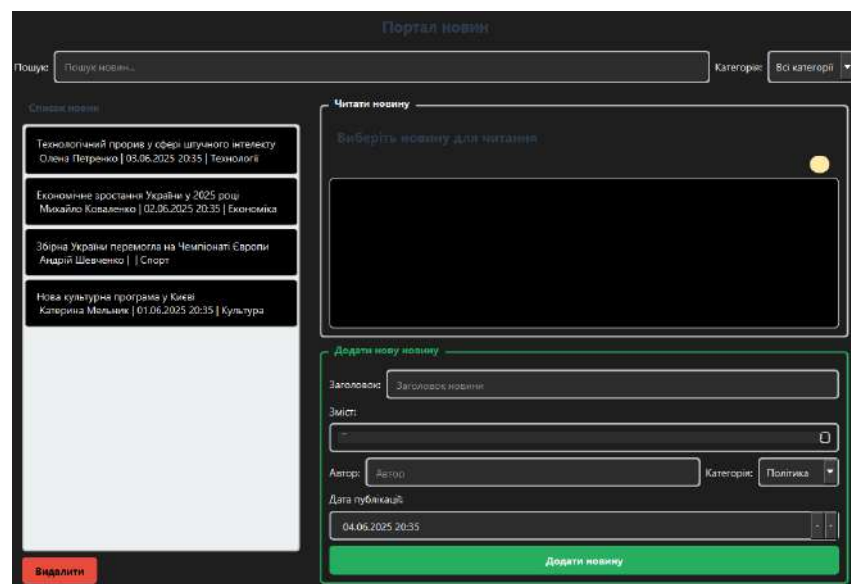 Портал новин
Пошук: Пошук новин... Категорія: Всі категорії
Список новин
Технологічний прорив у сфері штучного інтелекту
Олена Петренко | 03.06.2025 20:35 | Технології
Економічне зростання України у 2025 році
Михайло Коваленко | 02.06.2025 20:35 | Економіка
Збірна України перемогла на Чемпіонаті Європи
Андрій Шевченко | | Спорт
Нова культурна програма у Києві
Катерина Мельник | 01.06.2025 20:35 | Культура
Видалити
Читати новину
Виберіть новину для читання
Додати нову новину
Заголовок: Заголовок новини
Зміст:
Автор: Автор Категорія: Політика
Дата публікації:
04.06.2025 20:35
Додати новину